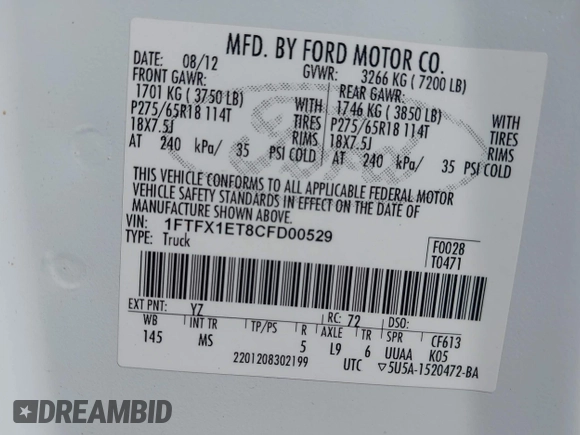 MFD. BY FORD MOTOR CO.
DATE: 08/12 GVWR: 3266 KG ( 7200 LB)
FRONT GAWR: REAR GAWR:
1701 KG ( 3750 LB) WITH 1746 KG ( 3850 LB) WITH
P275/65R18 114T TIRES P275/65R18 114T TIRES
18X7.5J RIMS 18X7.5J RIMS
AT 240 kPa/ 35 PSI COLD AT 240 kPa/ 35 PSI COLD
THIS VEHICLE CONFORMS TO ALL APPLICABLE FEDERAL MOTOR
VEHICLE SAFETY STANDARDS IN EFFECT ON THE DATE OF
MANUFACTURE SHOWN ABOVE.
VIN: 1FTFX1ET8CFD00529 F0028
TYPE: Truck T0471
EXT PNT: YZ RC: 72 DSO:
WB INT TR TP/PS R AXLE TR SPR CF613
145 MS 5 L9 6 UUAA K05
2201208302199 UTC ▽5U5A-1520472-BA
Ford
DREAMBID